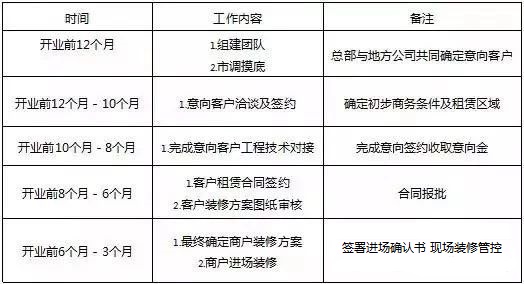 时间 工作内容 备注
开业前12个月
1.组建团队
2.市调摸底
总部与地方公司共同确定意向客户
开业前12个月－10个月
1.意向客户洽谈及签约
确定初步商务条件及租赁区域
开业前10个月－8个月
1.完成意向客户工程技术对接
完成意向签约收取意向金
开业前8个月－6个月
1.客户租赁合同签约
2.客户装修方案图纸审核
合同报批
开业前6个月－3个月
1.最终确定商户装修方案
2.商户进场装修
签署进场确认书 现场装修管控